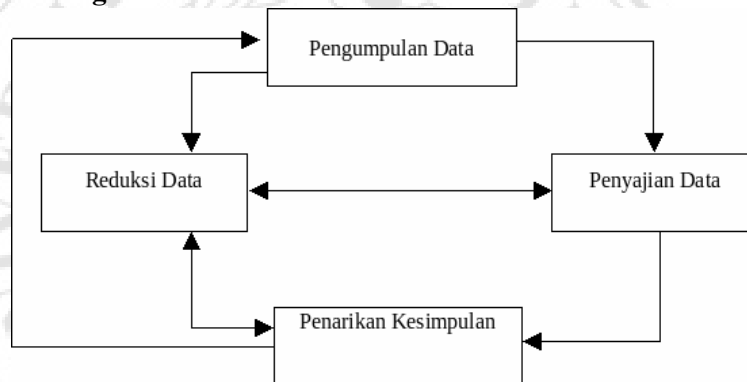 Pengumpulan Data
Reduksi Data
Penyajian Data
Penarikan Kesimpulan